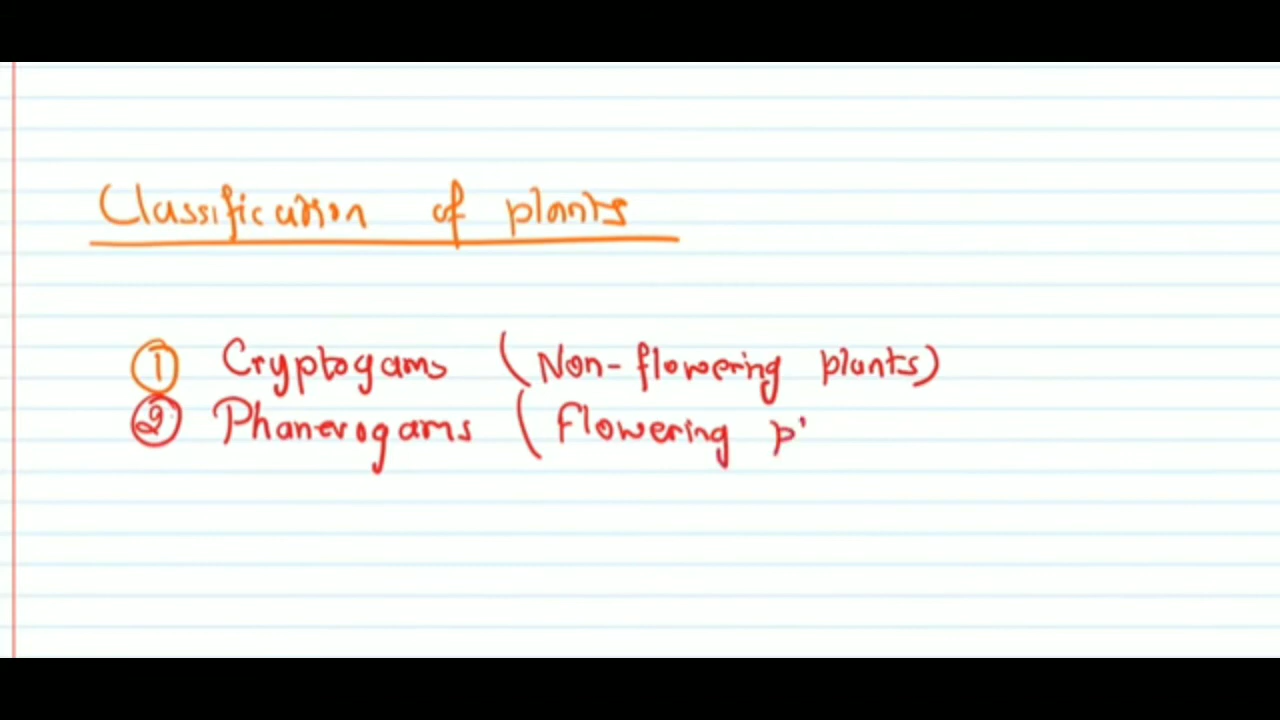 Classification of plants
① Cryptogams (Non-flowering plants)
② Phanerogams (Flowering p